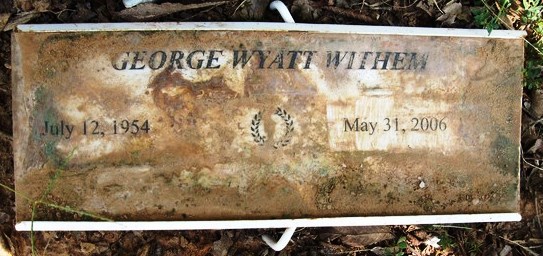 GEORGE WYATT WITHEM
July 12, 1954 May 31, 2006